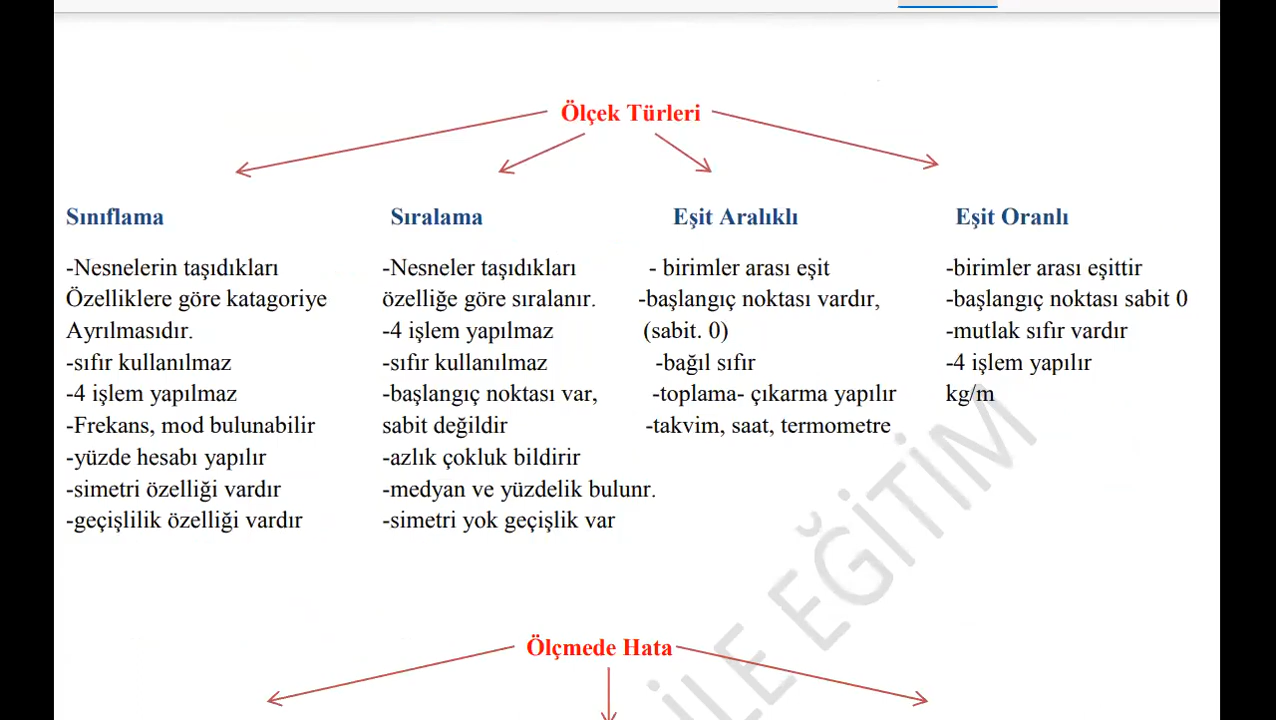 Ölçek Türleri
Sınıflama
-Nesnelerin taşıdıkları
Özelliklere göre katagoriye
Ayrılmasıdır.
-sıfır kullanılmaz
-4 işlem yapılmaz
-Frekans, mod bulunabilir
-yüzde hesabı yapılır
-simetri özelliği vardır
-geçişlilik özelliği vardır
Sıralama
-Nesneler taşıdıkları
özelliğe göre sıralanır.
-4 işlem yapılmaz
-sıfır kullanılmaz
-başlangıç noktası var,
sabit değildir
-azlık çokluk bildirir
-medyan ve yüzdelik bulunr.
-simetri yok geçişlik var
Eşit Aralıklı
- birimler arası eşit
-başlangıç noktası vardır,
(sabit. 0)
-bağıl sıfır
-toplama- çıkarma yapılır
-takvim, saat, termometre
Eşit Oranlı
-birimler arası eşittir
-başlangıç noktası sabit 0
-mutlak sıfır vardır
-4 işlem yapılır
kg/m
Ölçmede Hata
İLE EĞİTİM